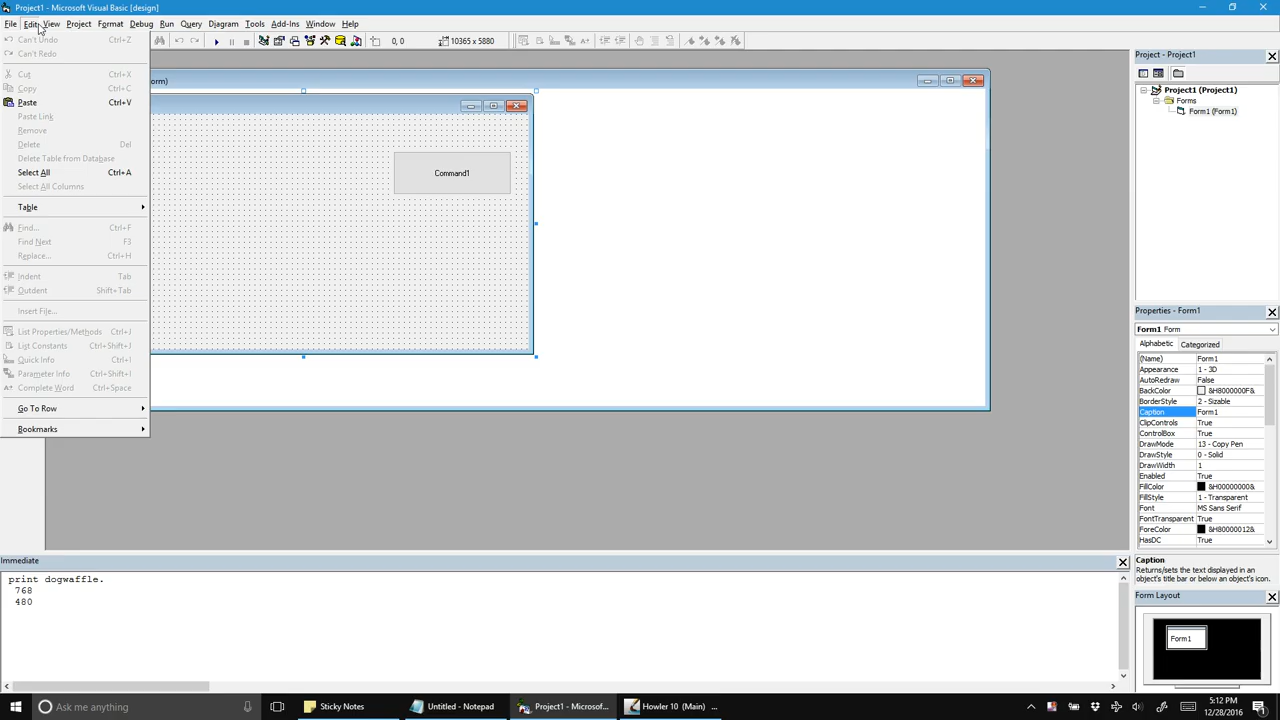 Project1 - Microsoft Visual Basic [design]
File Edit View Project Format Debug Run Query Diagram Tools Add-Ins Window Help
Can't Undo Ctrl+Z
0, 0 10365 x 5880
Can't Redo
Cut Ctrl+X
Copy Ctrl+C
Paste Ctrl+V
Paste Link
Remove
Delete Del
Delete Table from Database
Select All Ctrl+A
Select All Columns
Table
Find... Ctrl+F
Find Next F3
Replace... Ctrl+H
Indent Tab
Outdent Shift+Tab
Insert File...
List Properties/Methods Ctrl+J
List Constants Ctrl+Shift+J
Quick Info Ctrl+I
Parameter Info Ctrl+Shift+I
Complete Word Ctrl+Space
Go To Row
Bookmarks
orm)
Command1
Project - Project1
Project1 (Project1)
Forms
Form1 (Form1)
Properties - Form1
Form1 Form
Alphabetic Categorized
(Name) Form1
Appearance 1 - 3D
AutoRedraw False
BackColor &H8000000F&
BorderStyle 2 - Sizable
Caption Form1
ClipControls True
ControlBox True
DrawMode 13 - Copy Pen
DrawStyle 0 - Solid
DrawWidth 1
Enabled True
FillColor &H00000000&
FillStyle 1 - Transparent
Font MS Sans Serif
FontTransparent True
ForeColor &H80000012&
HasDC True
Caption
Returns/sets the text displayed in an
object's title bar or below an object's icon.
Form Layout
Form1
Immediate
print dogwaffle.
768
480
Ask me anything
Sticky Notes
Untitled - Notepad
Project1 - Microsof...
Howler 10 (Main) ...
5:12 PM
12/28/2016